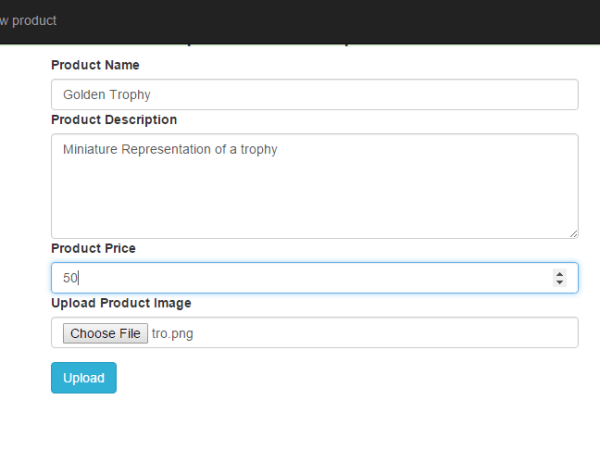 w product
Product Name
Golden Trophy
Product Description
Miniature Representation of a trophy
Product Price
50
Upload Product Image
Choose File tro.png
Upload